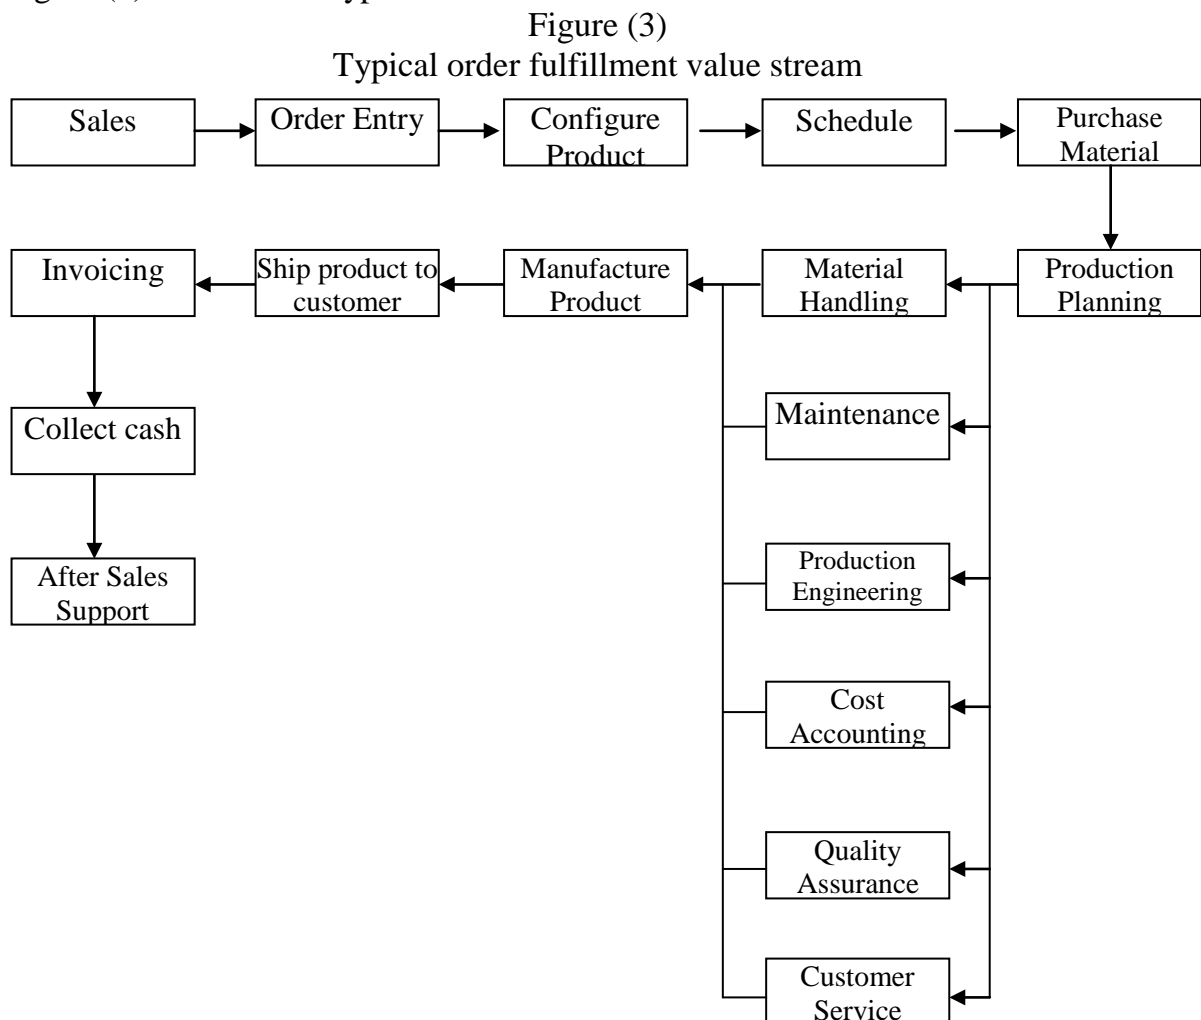 Figure (3)
Typical order fulfillment value stream
Sales
Order Entry
Configure
Product
Schedule
Purchase
Material
Invoicing
Ship product to
customer
Manufacture
Product
Material
Handling
Production
Planning
Collect cash
Maintenance
After Sales
Support
Production
Engineering
Cost
Accounting
Quality
Assurance
Customer
Service